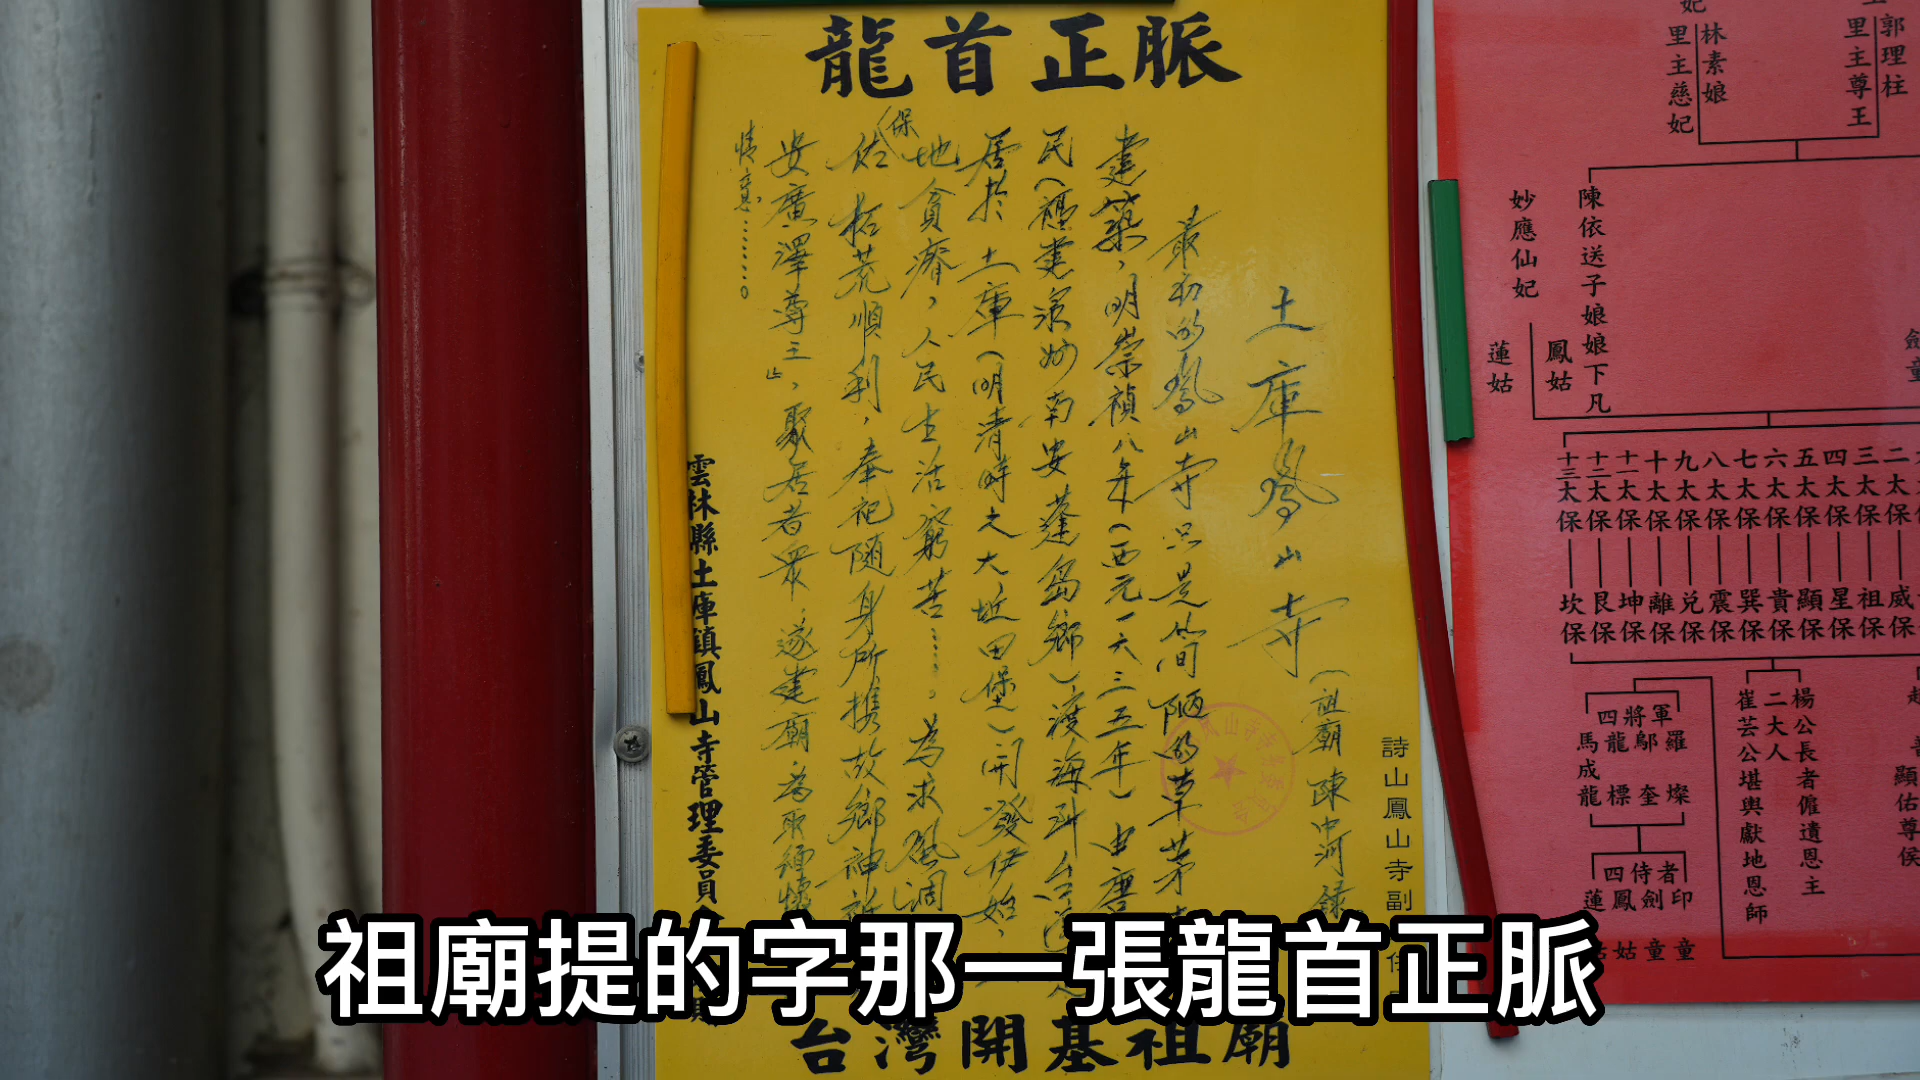 龍首正脈
土庫鳳山寺（祖廟陳中河錄
最初的鳳山寺只是簡陋的草茅
建築，明崇禎八年（西元一六三五年）由唐
民（福建泉州南安蓬島鄉）渡海到台灣
居於土庫（明清時之大坵田堡）開發伊始，
地貧瘠，人民生活窮苦……。為求風調
保
佑拓荒順利，奉祀隨身所携故鄉神祇
安廣澤尊王」，聚居者眾，遂建廟為取緬懷
情意………。
雲林縣土庫鎮鳳山寺管理委員
詩山鳳山寺副
台灣開基祖廟
林素娘
里主慈妃
郭理柱
里主尊王
陳依送子娘娘下凡
妙應仙妃
鳳姑
蓮姑
二太保
三太保
四太保
五太保
六太保
七太保
八太保
九太保
十太保
十一太保
十二太保
十三太保
威保
祖保
星保
顯保
貴保
巽保
震保
兌保
離保
坤保
艮保
坎保
楊公長者僱遺恩主
二大人
崔芸公堪輿獻地恩師
四將軍
馬龍鄔羅
成
龍標奎燦
四侍者
蓮鳳劍印
姑姑童童
顯佑尊侯
祖廟提的字那一張龍首正脈